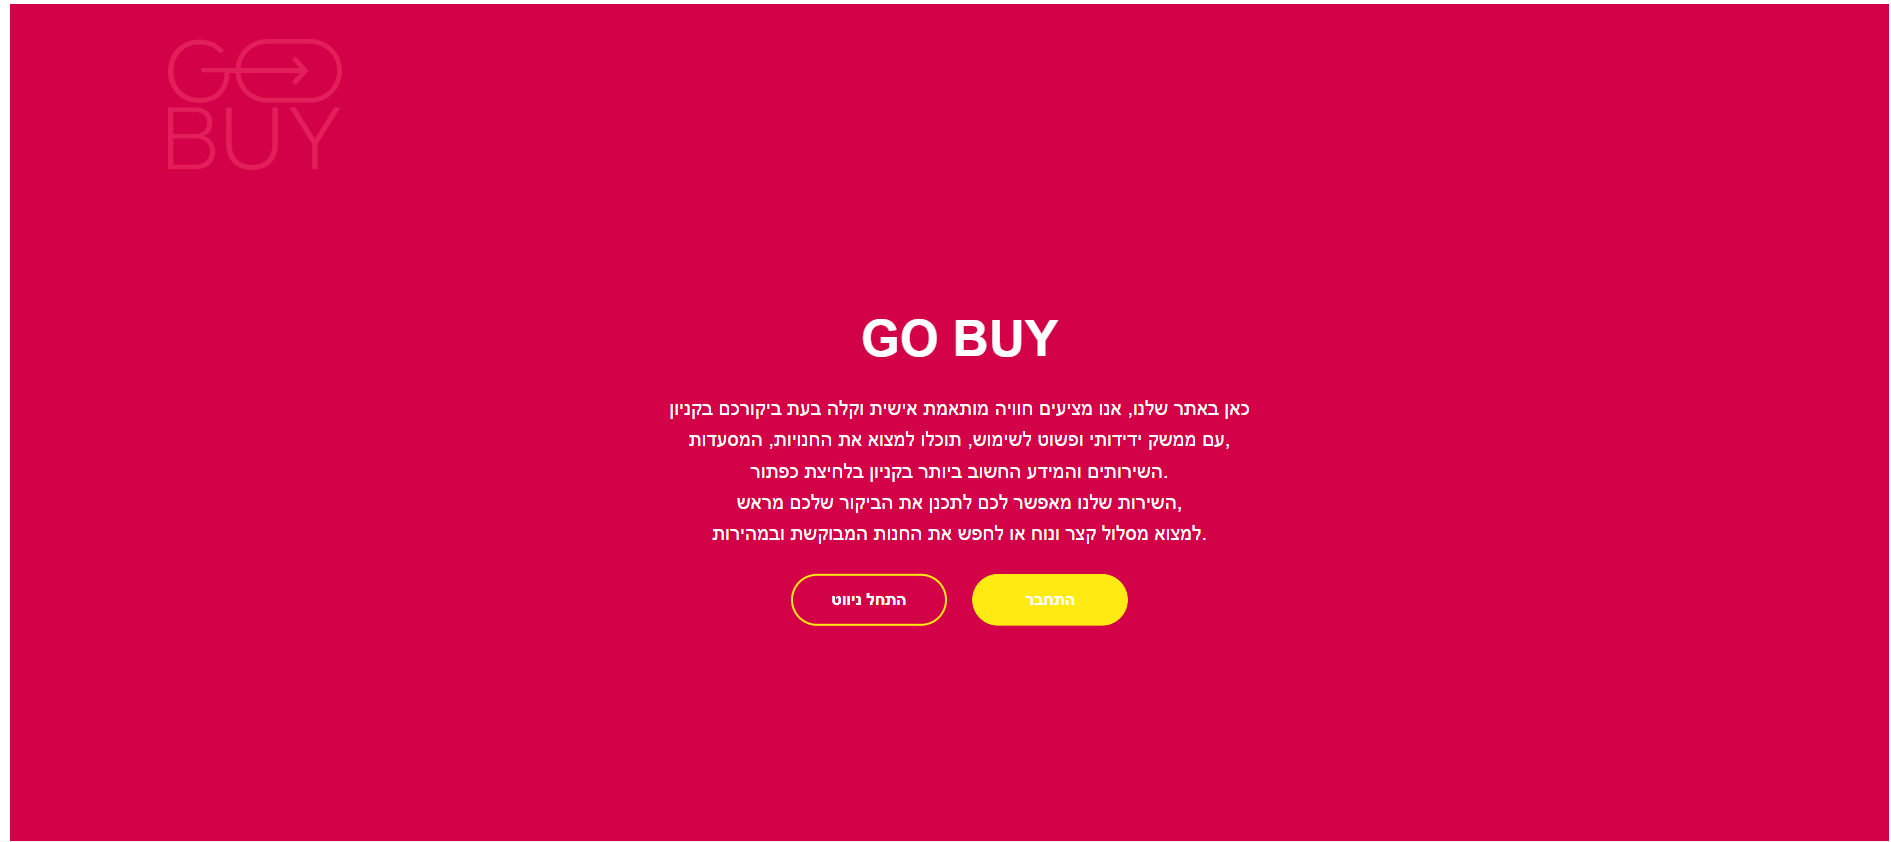 GO
BUY
GO BUY
כאן באתר שלנו, אנו מציעים חוויה מותאמת אישית וקלה בעת ביקורכם בקניון
עם ממשק ידידותי ופשוט לשימוש, תוכלו למצוא את החנויות, המסעדות,
השירותים והמידע החשוב ביותר בקניון בלחיצת כפתור.
השירות שלנו מאפשר לכם לתכנן את הביקור שלכם מראש,
למצוא מסלול קצר ונוח או לחפש את החנות המבוקשת ובמהירות.
התחבר
התחל ניווט